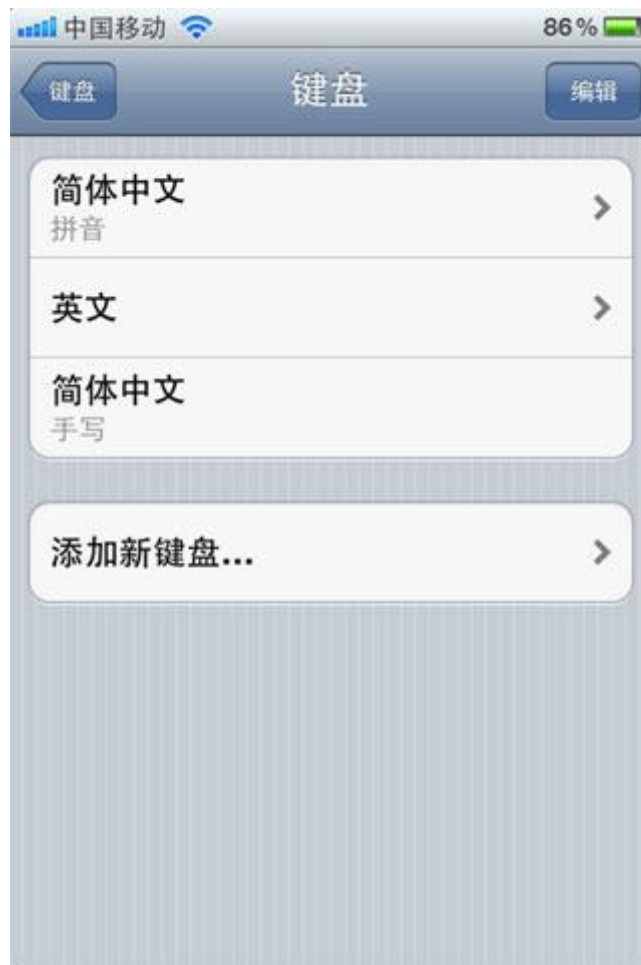 中国移动 86%
键盘 键盘 编辑
简体中文
拼音
英文
简体中文
手写
添加新键盘...